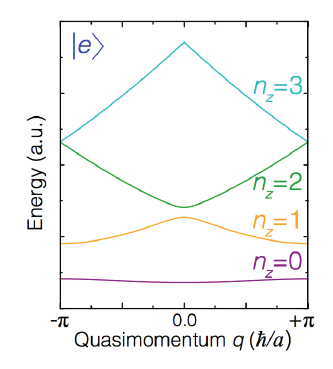 |e⟩
n_z=3
n_z=2
n_z=1
n_z=0
Energy (a.u.)
-π 0.0 +π
Quasimomentum q (ħ/a)